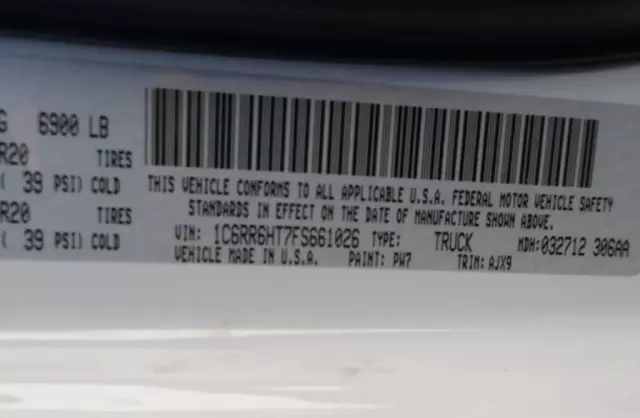 G 6900 LB
R20 TIRES
( 39 PSI) COLD
R20 TIRES
( 39 PSI) COLD
THIS VEHICLE CONFORMS TO ALL APPLICABLE U.S.A. FEDERAL MOTOR VEHICLE SAFETY
STANDARDS IN EFFECT ON THE DATE OF MANUFACTURE SHOWN ABOVE.
VIN: 1C6RR6HT7FS661026 TYPE: TRUCK MDH:032712 306AA
VEHICLE MADE IN U.S.A. PAINT: PW7 TRIM: AJX9